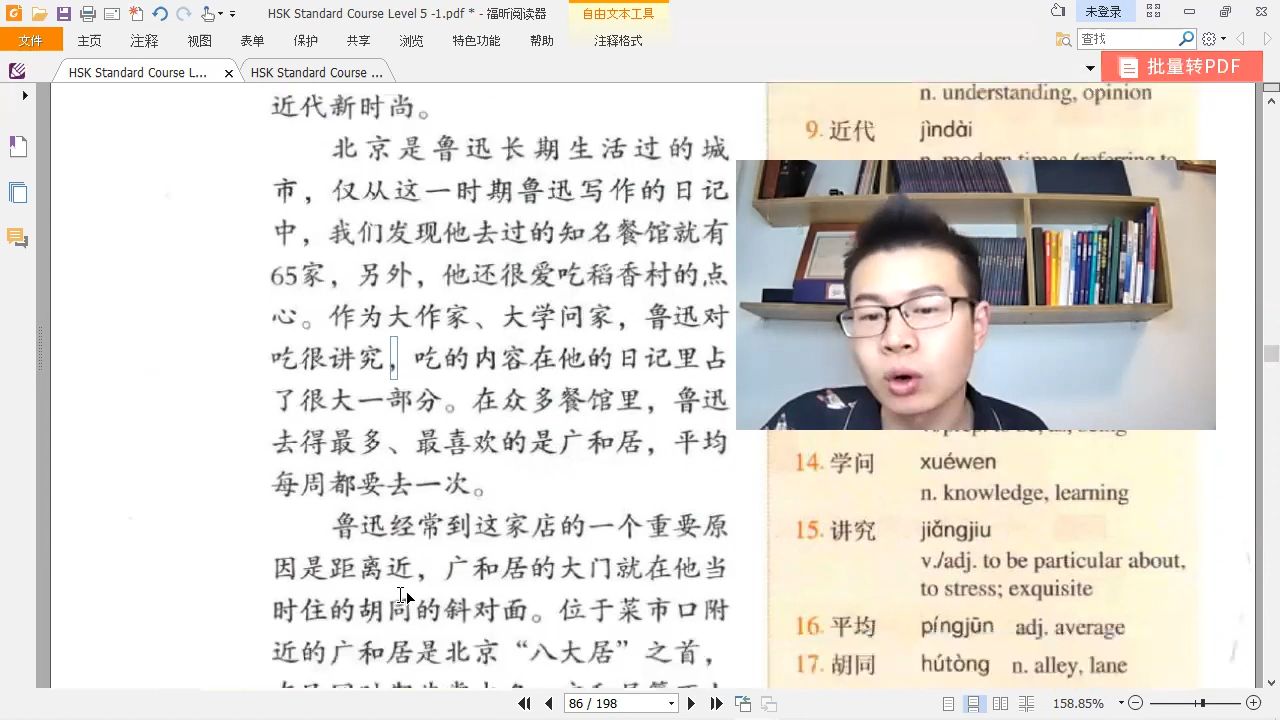 HSK Standard Course Level 5 -1.pdf * - 福昕阅读器
自由文本工具
未登录
文件 主页 注释 视图 表单 保护 共享 浏览 特色功能 帮助 注释格式
查找
HSK Standard Course L...
HSK Standard Course ...
批量转PDF
近代新时尚。
北京是鲁迅长期生活过的城
市，仅从这一时期鲁迅写作的日记
中，我们发现他去过的知名餐馆就有
65家，另外，他还很爱吃稻香村的点
心。作为大作家、大学问家，鲁迅对
吃很讲究，吃的内容在他的日记里占
了很大一部分。在众多餐馆里，鲁迅
去得最多、最喜欢的是广和居，平均
每周都要去一次。
鲁迅经常到这家店的一个重要原
因是距离近，广和居的大门就在他当
时住的胡同的斜对面。位于菜市口附
近的广和居是北京“八大居”之首，
n. understanding, opinion
9. 近代 jìndài
n. modern times (referring to
14. 学问 xuéwen
n. knowledge, learning
15. 讲究 jiǎngjiu
v./adj. to be particular about,
to stress; exquisite
16. 平均 píngjūn adj. average
17. 胡同 hútòng n. alley, lane
86 / 198
158.85%